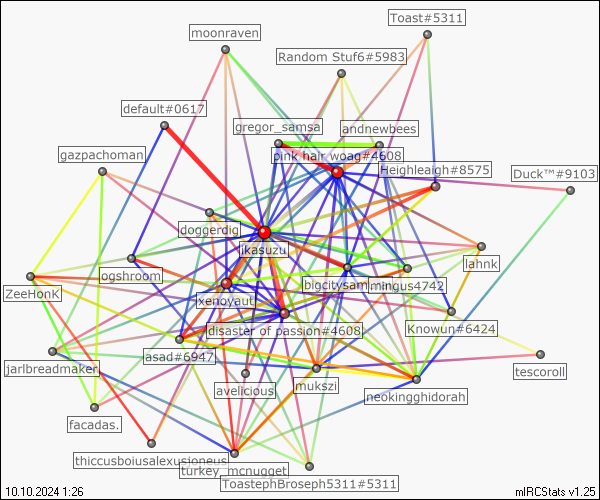 Toast#5311
moonraven
Random Stuf6#5983
default#0617
gregor_samsa
andnewbees
gazpachoman
pink hair woag#4608
Heighleaigh#8575
Duck™#9103
doggerdig
jkasuzu
lahnk
ogshroom
bigcitysam
mingus4742
ZeeHonK
xenoyaut
disaster of passion#4608
Knowun#6424
asad#6947
jarlbreadmaker
mukszi
tescoroll
avelicious
neokingghidorah
facadas.
thiccusboiusalexusioneus
turkey_mcnugget
ToastephBroseph5311#5311
10.10.2024 1:26
mIRCStats v1.25